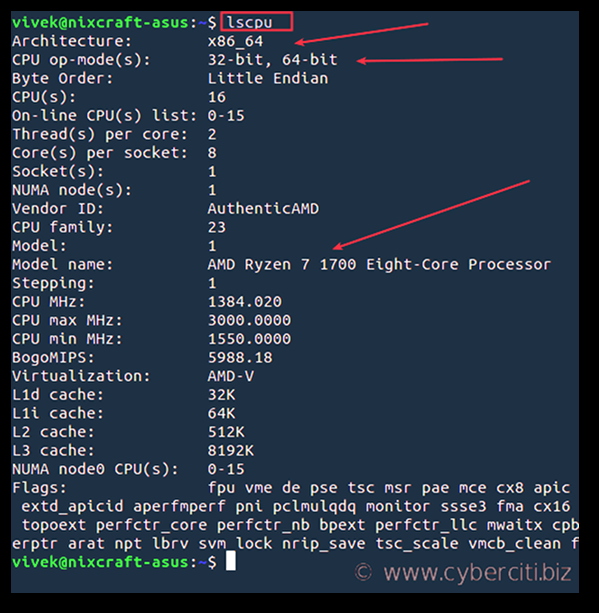 vivek@nixcraft-asus:~$ lscpu
Architecture: x86_64
CPU op-mode(s): 32-bit, 64-bit
Byte Order: Little Endian
CPU(s): 16
On-line CPU(s) list: 0-15
Thread(s) per core: 2
Core(s) per socket: 8
Socket(s): 1
NUMA node(s): 1
Vendor ID: AuthenticAMD
CPU family: 23
Model: 1
Model name: AMD Ryzen 7 1700 Eight-Core Processor
Stepping: 1
CPU MHz: 1384.020
CPU max MHz: 3000.0000
CPU min MHz: 1550.0000
BogoMIPS: 5988.18
Virtualization: AMD-V
L1d cache: 32K
L1i cache: 64K
L2 cache: 512K
L3 cache: 8192K
NUMA node0 CPU(s): 0-15
Flags: fpu vme de pse tsc msr pae mce cx8 apic
extd_apicid aperfmperf pni pclmulqdq monitor ssse3 fma cx16
topoext perfctr_core perfctr_nb bpext perfctr_llc mwaitx cpb
erptr arat npt lbrv svm_lock nrip_save tsc_scale vmcb_clean f
vivek@nixcraft-asus:~$
© www.cyberciti.biz